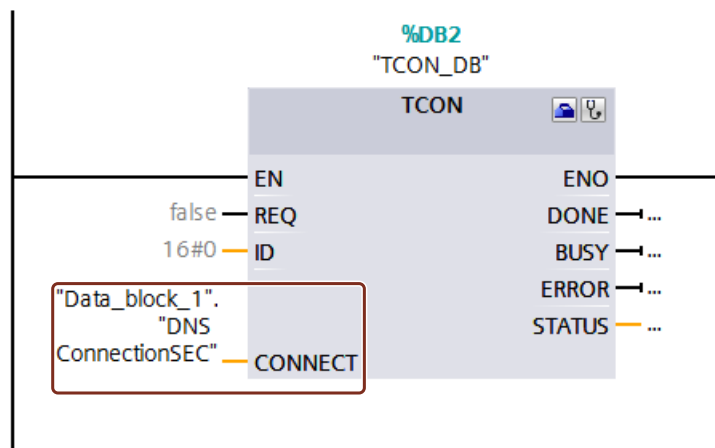 %DB2
"TCON_DB"
TCON
EN
ENO
false
REQ
DONE
...
16#0
ID
BUSY
...
"Data_block_1".
"DNS
ConnectionSEC"
CONNECT
ERROR
...
STATUS
...